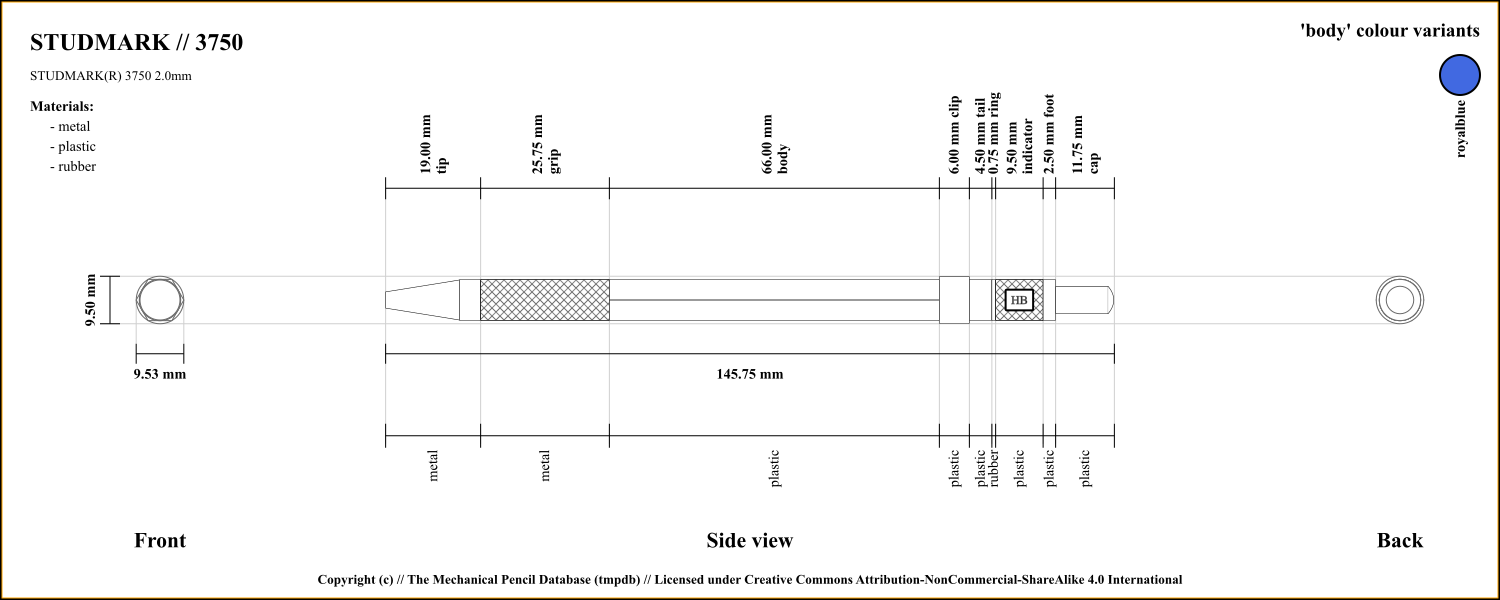 STUDMARK // 3750
STUDMARK(R) 3750 2.0mm
Materials:
- metal
- plastic
- rubber
'body' colour variants
royalblue
19.00 mm
tip
25.75 mm
grip
66.00 mm
body
6.00 mm clip
4.50 mm tail
0.75 mm ring
9.50 mm
indicator
2.50 mm foot
11.75 mm
cap
9.50 mm
9.53 mm
HB
145.75 mm
metal
metal
plastic
plastic
plastic
rubber
plastic
plastic
plastic
Front
Side view
Back
Copyright (c) // The Mechanical Pencil Database (tmpdb) // Licensed under Creative Commons Attribution-NonCommercial-ShareAlike 4.0 International